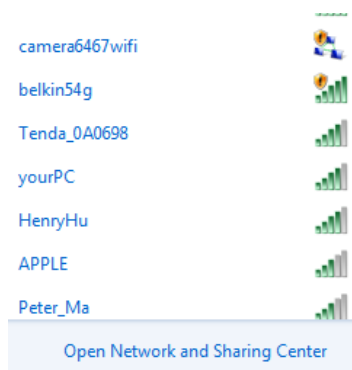 camera6467wifi
belkin54g
Tenda_0A0698
yourPC
HenryHu
APPLE
Peter_Ma
Open Network and Sharing Center